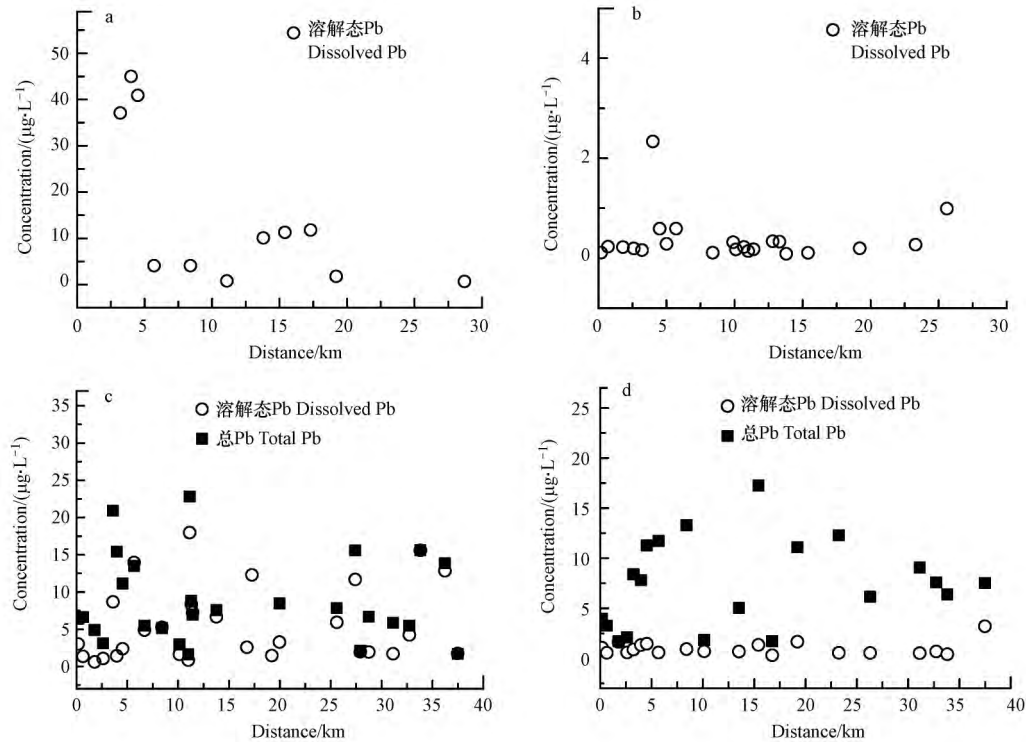 a
溶解态Pb
Dissolved Pb
Concentration/(μg·L⁻¹)
50
40
30
20
10
0
0 5 10 15 20 25 30
Distance/km
b
溶解态Pb
Dissolved Pb
Concentration/(μg·L⁻¹)
4
2
0
0 5 10 15 20 25 30
Distance/km
c
溶解态Pb Dissolved Pb
总Pb Total Pb
Concentration/(μg·L⁻¹)
35
30
25
20
15
10
5
0
0 5 10 15 20 25 30 35 40
Distance/km
d
溶解态Pb Dissolved Pb
总Pb Total Pb
Concentration/(μg·L⁻¹)
25
20
15
10
5
0
0 5 10 15 20 25 30 35 40
Distance/km